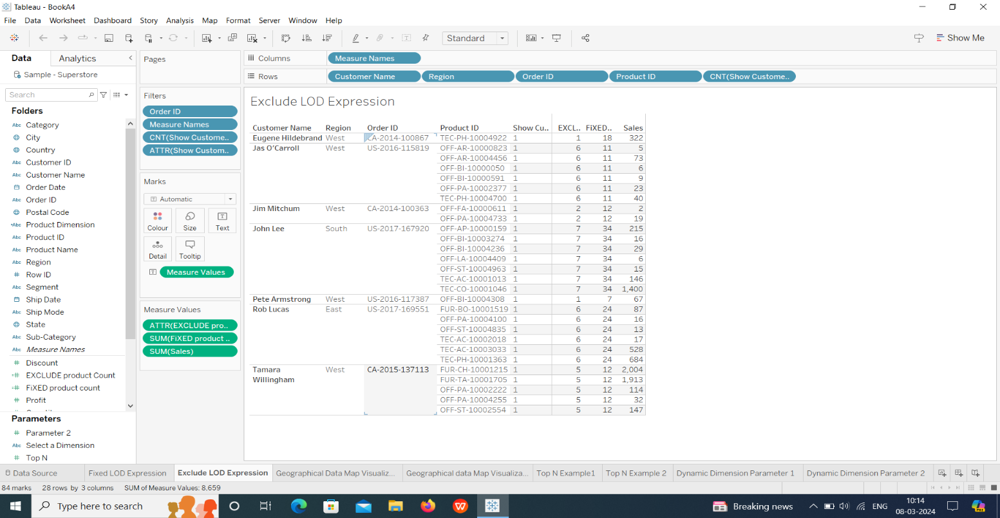 Tableau - BookA4
File Data Worksheet Dashboard Story Analysis Map Format Server Window Help
Standard
Show Me
Data Analytics
Sample - Superstore
Search
Folders
Abc Category
City
Country
Abc Customer ID
Abc Customer Name
Order Date
Abc Order ID
Postal Code
Abc Product Dimension
Abc Product ID
Abc Product Name
Abc Region
# Row ID
Abc Segment
Ship Date
Abc Ship Mode
State
Abc Sub-Category
Abc Measure Names
# Discount
=# EXCLUDE product Count
=# FiXED product count
# Profit
Parameters
# Parameter 2
Abc Select a Dimension
# Top N
Pages
Filters
Order ID
Measure Names
CNT(Show Custome..
ATTR(Show Custom..
Marks
Automatic
Colour Size Text
Detail Tooltip
Measure Values
Measure Values
ATTR(EXCLUDE pro..
SUM(FiXED product ..
SUM(Sales)
Columns Measure Names
Rows Customer Name Region Order ID Product ID CNT(Show Custome..
Exclude LOD Expression
Customer Name Region Order ID Product ID Show Cu.. EXCL.. FiXED.. Sales
Eugene Hildebrand West CA-2014-100867 TEC-PH-10004922 1 1 18 322
Jas O'Carroll West US-2016-115819 OFF-AR-10000823 1 6 11 5
OFF-AR-10004456 1 6 11 73
OFF-BI-10000050 1 6 11 6
OFF-BI-10000591 1 6 11 9
OFF-PA-10002377 1 6 11 23
TEC-PH-10004700 1 6 11 40
Jim Mitchum West CA-2014-100363 OFF-FA-10000611 1 2 12 2
OFF-PA-10004733 1 2 12 19
John Lee South US-2017-167920 OFF-AP-10000159 1 7 34 215
OFF-BI-10003274 1 7 34 16
OFF-BI-10004236 1 7 34 29
OFF-LA-10004409 1 7 34 6
OFF-ST-10004963 1 7 34 15
TEC-AC-10001013 1 7 34 146
TEC-CO-10001046 1 7 34 1,400
Pete Armstrong West US-2016-117387 OFF-BI-10004308 1 1 7 67
Rob Lucas East US-2017-169551 FUR-BO-10001519 1 6 24 87
OFF-PA-10004100 1 6 24 16
OFF-ST-10004835 1 6 24 13
TEC-AC-10002018 1 6 24 17
TEC-AC-10003033 1 6 24 528
TEC-PH-10001363 1 6 24 684
Tamara West CA-2015-137113 FUR-CH-10001215 1 5 12 2,004
Willingham FUR-TA-10001705 1 5 12 1,913
OFF-PA-10002222 1 5 12 114
OFF-PA-10004255 1 5 12 32
OFF-ST-10002554 1 5 12 147
Data Source Fixed LOD Expression Exclude LOD Expression Geographical Data Map Visualiz... Geographical data Map Visualiza... Top N Example1 Top N Example 2 Dynamic Dimension Parameter 1 Dynamic Dimension Parameter 2
84 marks 28 rows by 3 columns SUM of Measure Values: 8,659
Type here to search
Breaking news
ENG
10:14
08-03-2024